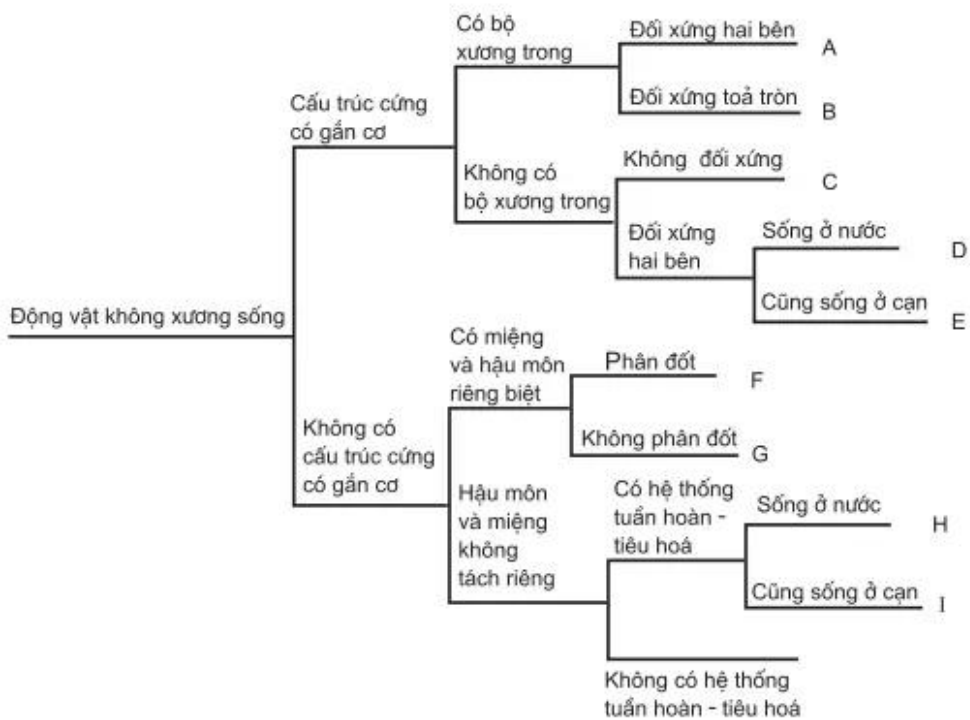 Có bộ
xương trong
Đối xứng hai bên
A
Đối xứng toả tròn
B
Cấu trúc cứng
có gắn cơ
Không có
bộ xương trong
Không đối xứng
C
Đối xứng
hai bên
Sống ở nước
D
Cũng sống ở cạn
E
Động vật không xương sống
Có miệng
và hậu môn
riêng biệt
Phân đốt
F
Không phân đốt
G
Không có
cấu trúc cứng
có gắn cơ
Hậu môn
và miệng
không
tách riêng
Có hệ thống
tuần hoàn -
tiêu hoá
Sống ở nước
H
Cũng sống ở cạn
I
Không có hệ thống
tuần hoàn - tiêu hoá